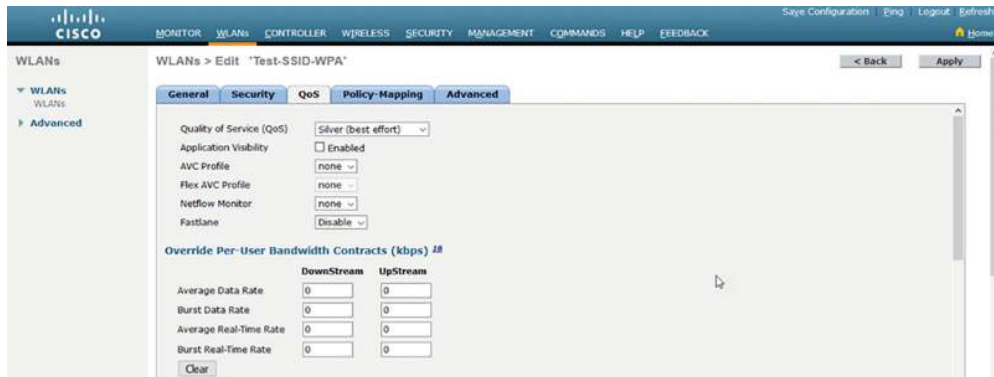 Save Configuration Ping Logout Refresh
CISCO MONITOR WLANs CONTROLLER WIRELESS SECURITY MANAGEMENT COMMANDS HELP FEEDBACK Home
WLANs WLANs > Edit 'Test-SSID-WPA' < Back Apply
WLANs
WLANs
Advanced
General Security QoS Policy-Mapping Advanced
Quality of Service (QoS) Silver (best effort)
Application Visibility Enabled
AVC Profile none
Flex AVC Profile none
Netflow Monitor none
Fastlane Disable
Override Per-User Bandwidth Contracts (kbps)
DownStream UpStream
Average Data Rate 0 0
Burst Data Rate 0 0
Average Real-Time Rate 0 0
Burst Real-Time Rate 0 0
Clear